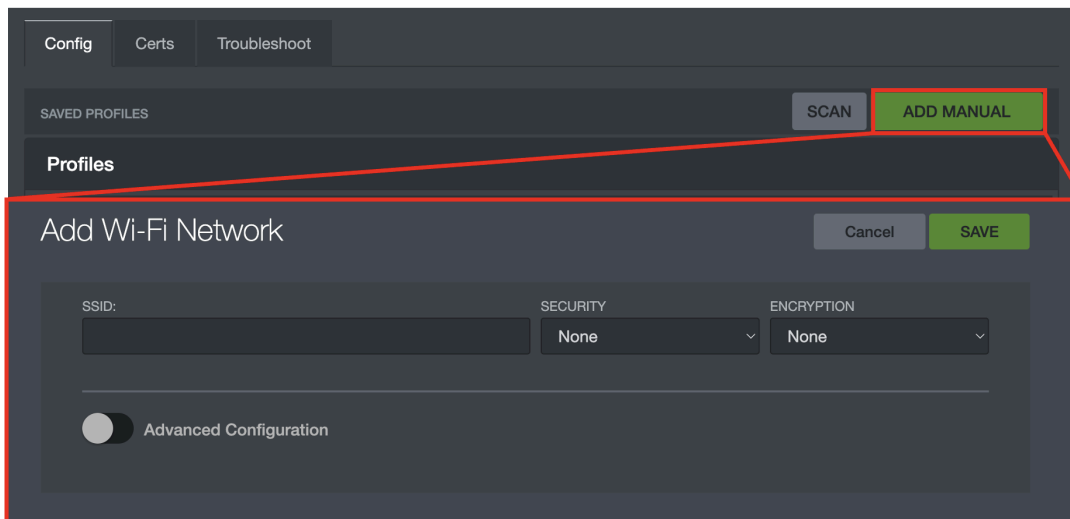 Config Certs Troubleshoot
SAVED PROFILES SCAN ADD MANUAL
Profiles
Add Wi-Fi Network Cancel SAVE
SSID: SECURITY ENCRYPTION
None None
Advanced Configuration